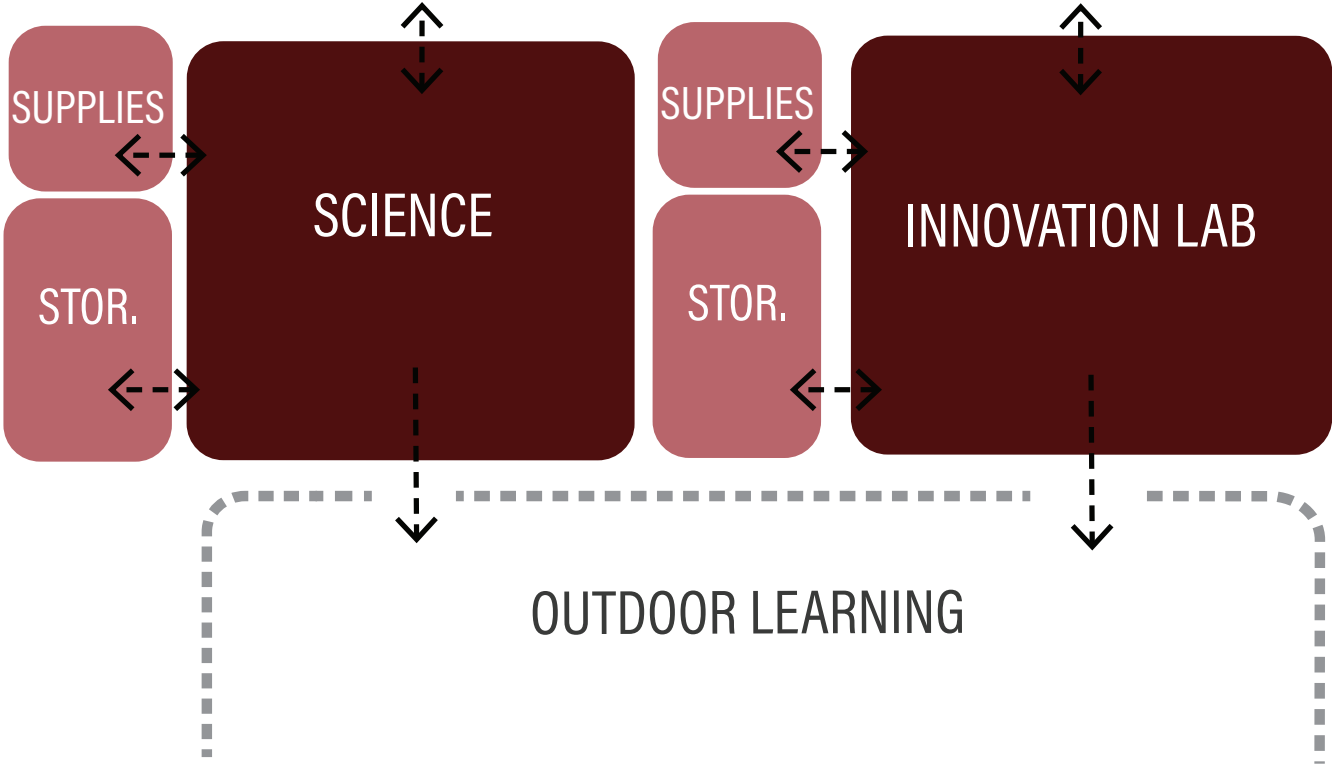 SUPPLIES
SCIENCE
STOR.
SUPPLIES
INNOVATION LAB
STOR.
OUTDOOR LEARNING